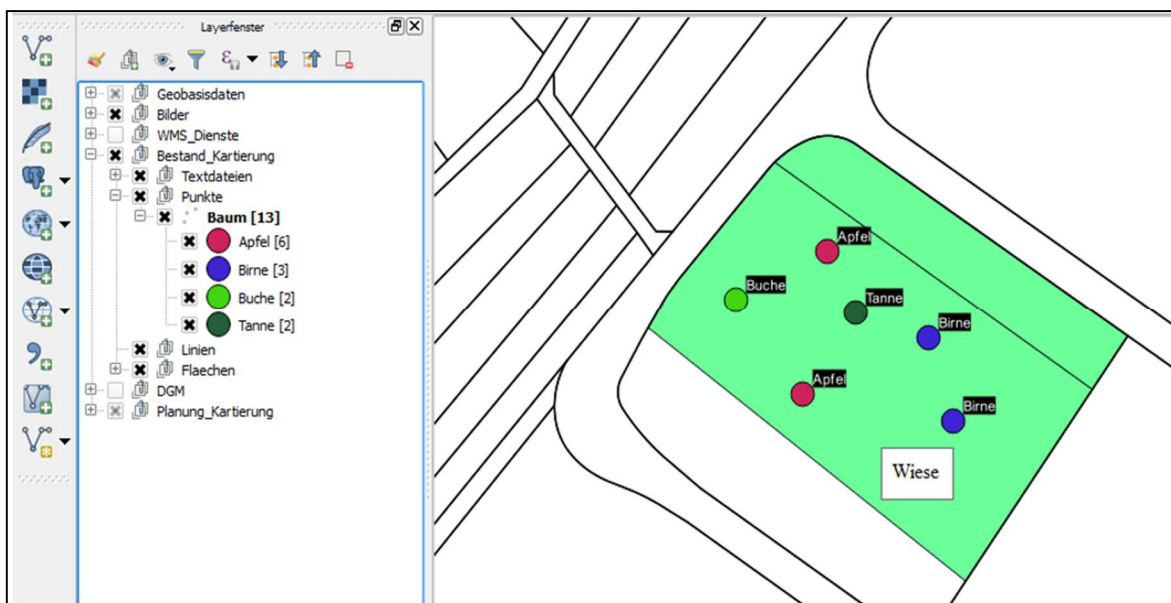 Layerfenster
Geobasisdaten
Bilder
WMS_Dienste
Bestand_Kartierung
Textdateien
Punkte
Baum [13]
Apfel [6]
Birne [3]
Buche [2]
Tanne [2]
Linien
Flaechen
DGM
Planung_Kartierung
Apfel
Buche
Tanne
Birne
Apfel
Birne
Wiese